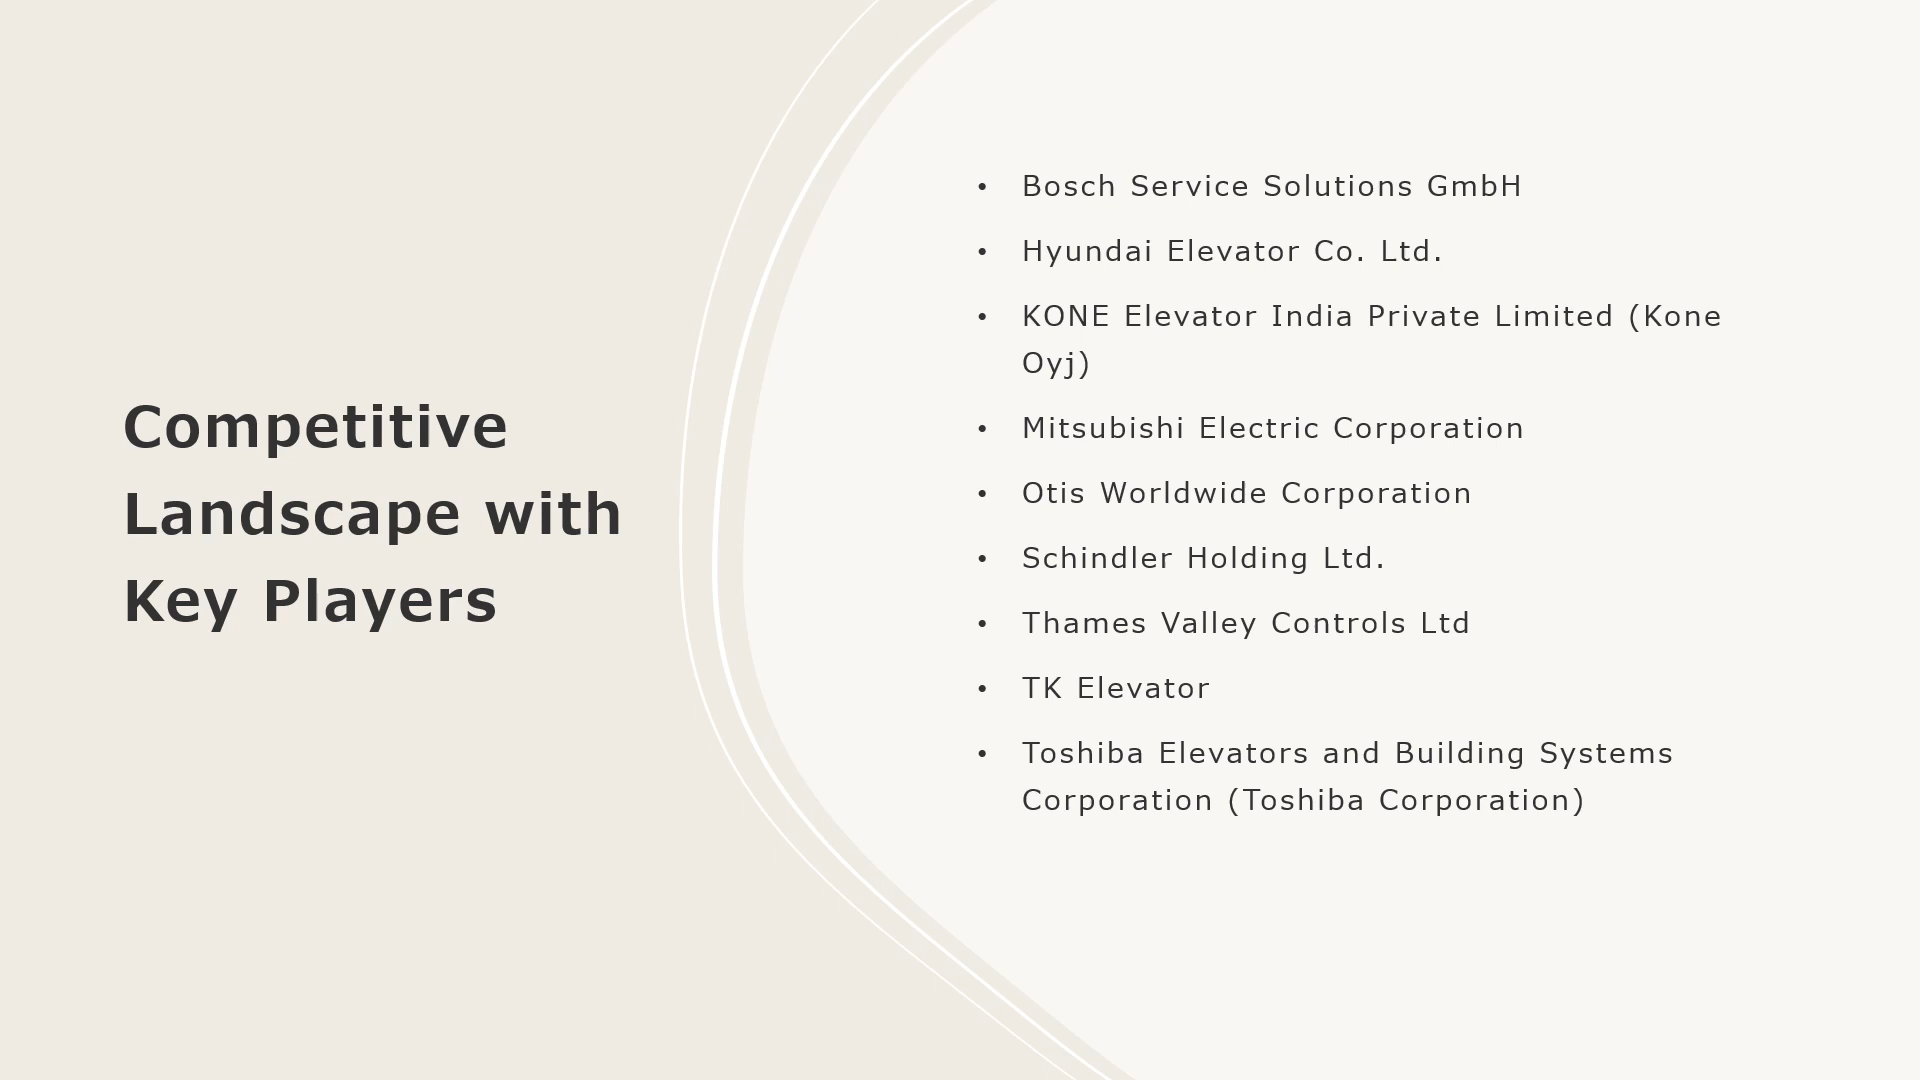 Competitive
Landscape with
Key Players
• Bosch Service Solutions GmbH
• Hyundai Elevator Co. Ltd.
• KONE Elevator India Private Limited (Kone
Oyj)
• Mitsubishi Electric Corporation
• Otis Worldwide Corporation
• Schindler Holding Ltd.
• Thames Valley Controls Ltd
• TK Elevator
• Toshiba Elevators and Building Systems
Corporation (Toshiba Corporation)